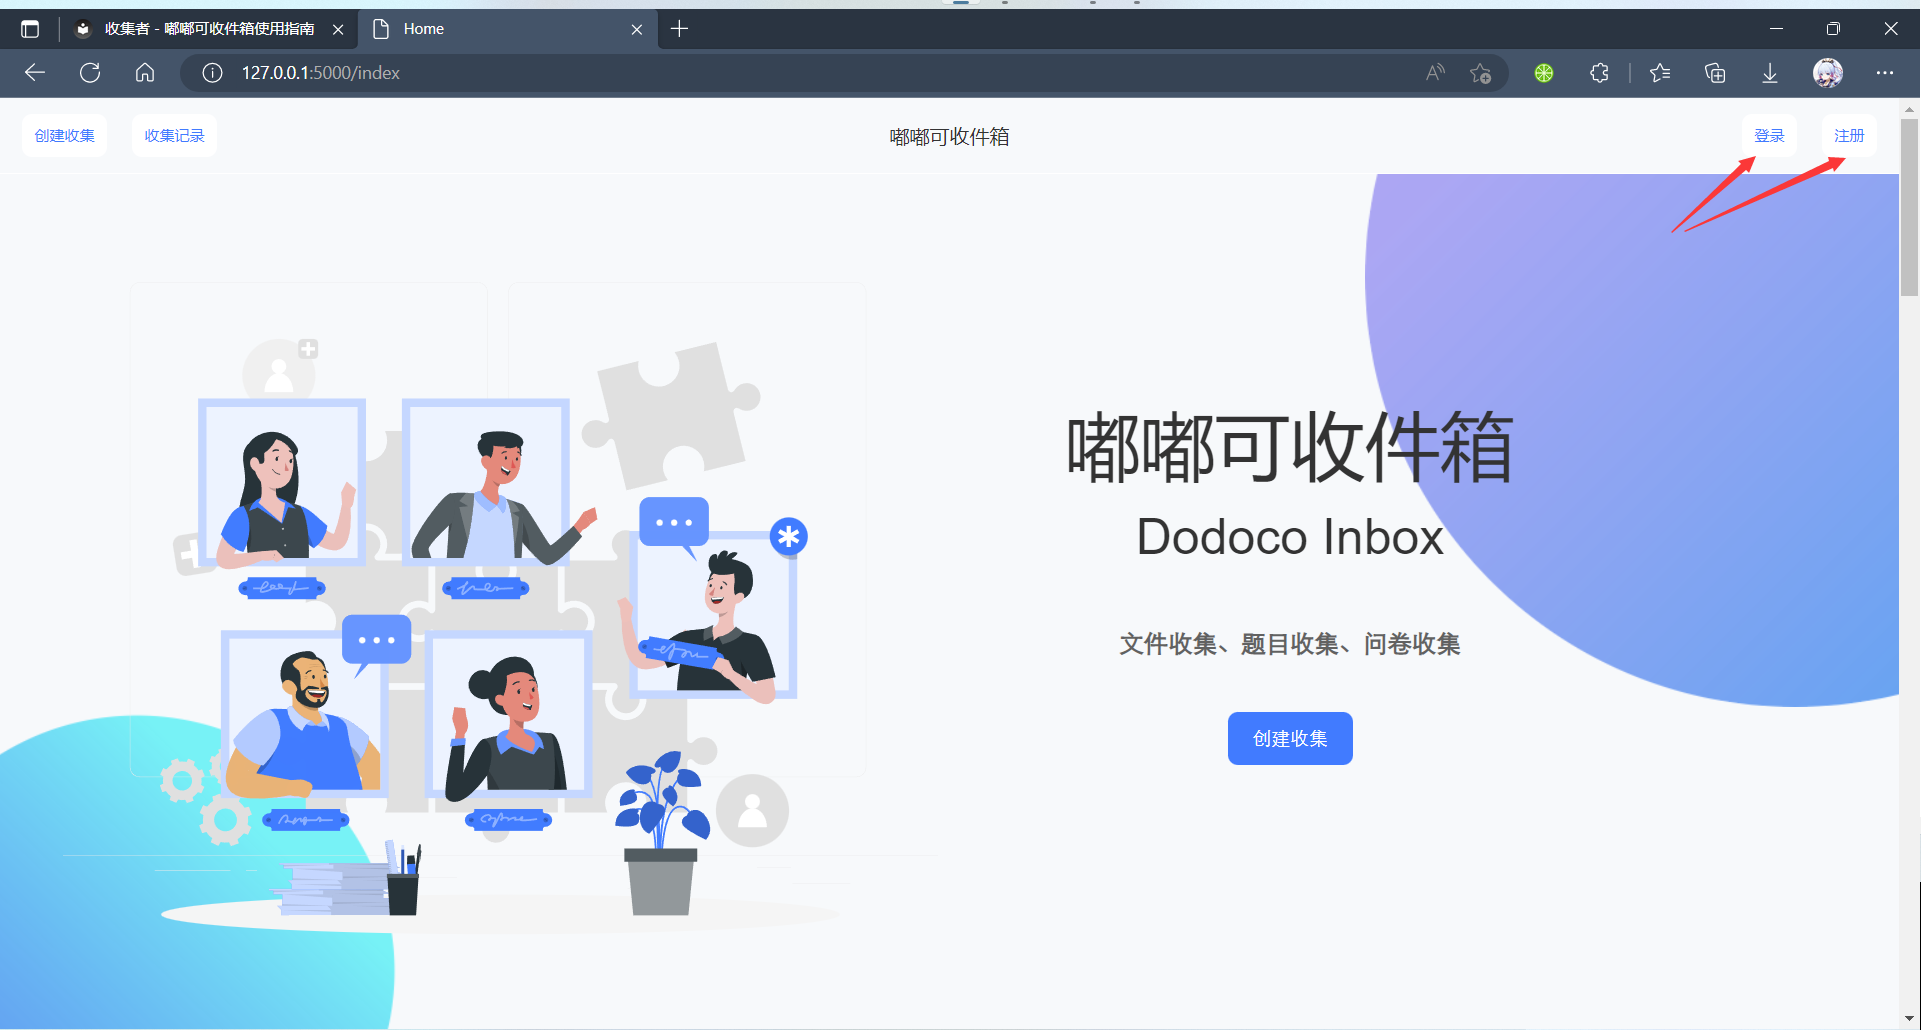 收集者 - 嘟嘟可收件箱使用指南
Home
127.0.0.1:5000/index
创建收集
收集记录
嘟嘟可收件箱
登录
注册
嘟嘟可收件箱
Dodoco Inbox
文件收集、题目收集、问卷收集
创建收集